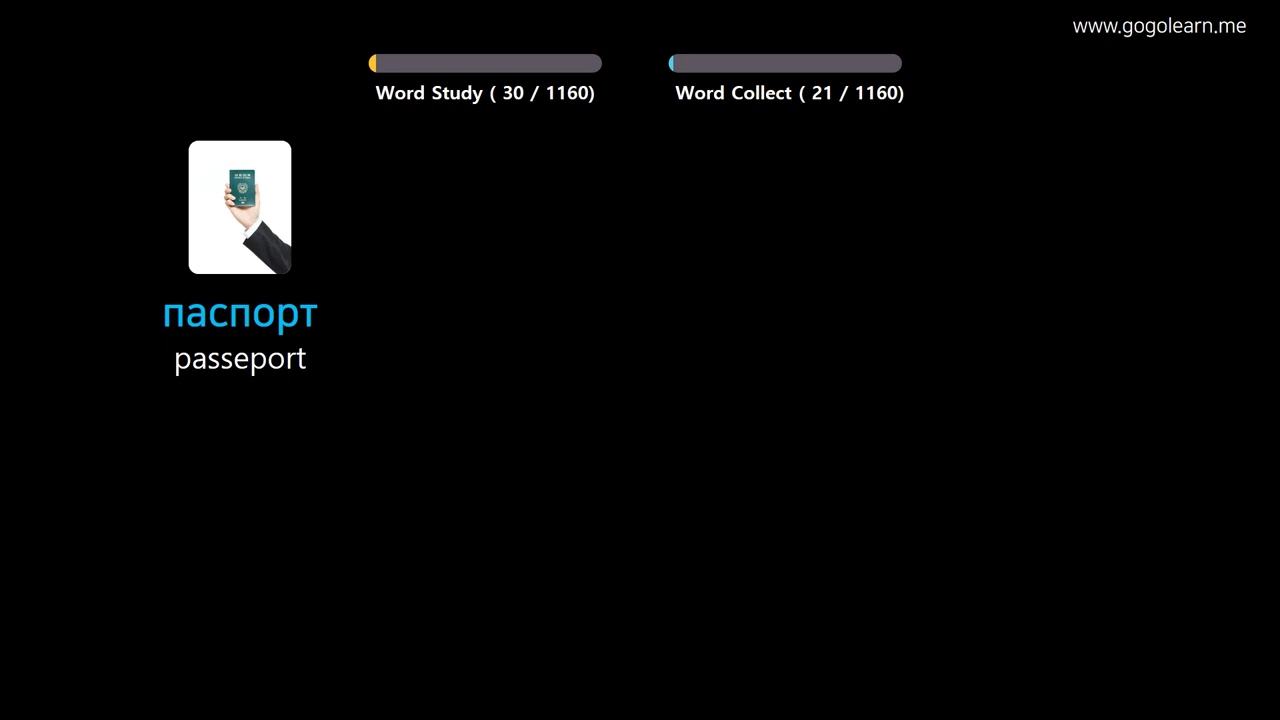 www.gogolearn.me
Word Study ( 30 / 1160)
Word Collect ( 21 / 1160)
паспорт
passeport